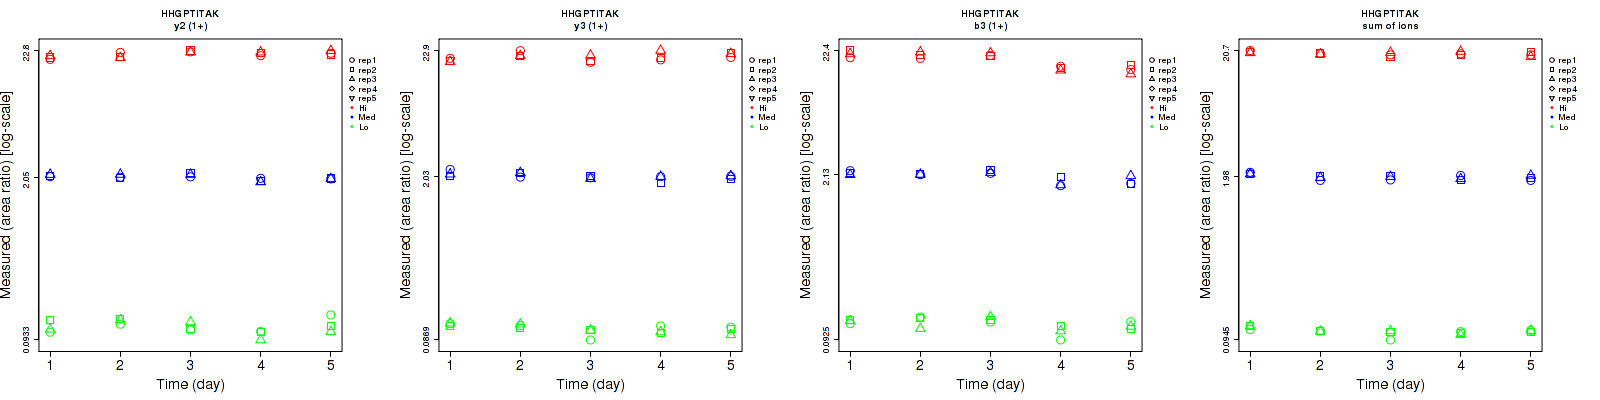 HHGPTITAK
y2 (1+)
Measured (area ratio) [log-scale]
22.8
2.05
0.0933
1 2 3 4 5
Time (day)
rep1
rep2
rep3
rep4
rep5
Hi
Med
Lo
HHGPTITAK
y3 (1+)
Measured (area ratio) [log-scale]
22.9
2.03
0.0869
1 2 3 4 5
Time (day)
rep1
rep2
rep3
rep4
rep5
Hi
Med
Lo
HHGPTITAK
b3 (1+)
Measured (area ratio) [log-scale]
22.4
2.13
0.0925
1 2 3 4 5
Time (day)
rep1
rep2
rep3
rep4
rep5
Hi
Med
Lo
HHGPTITAK
sum of ions
Measured (area ratio) [log-scale]
20.7
1.98
0.0945
1 2 3 4 5
Time (day)
rep1
rep2
rep3
rep4
rep5
Hi
Med
Lo